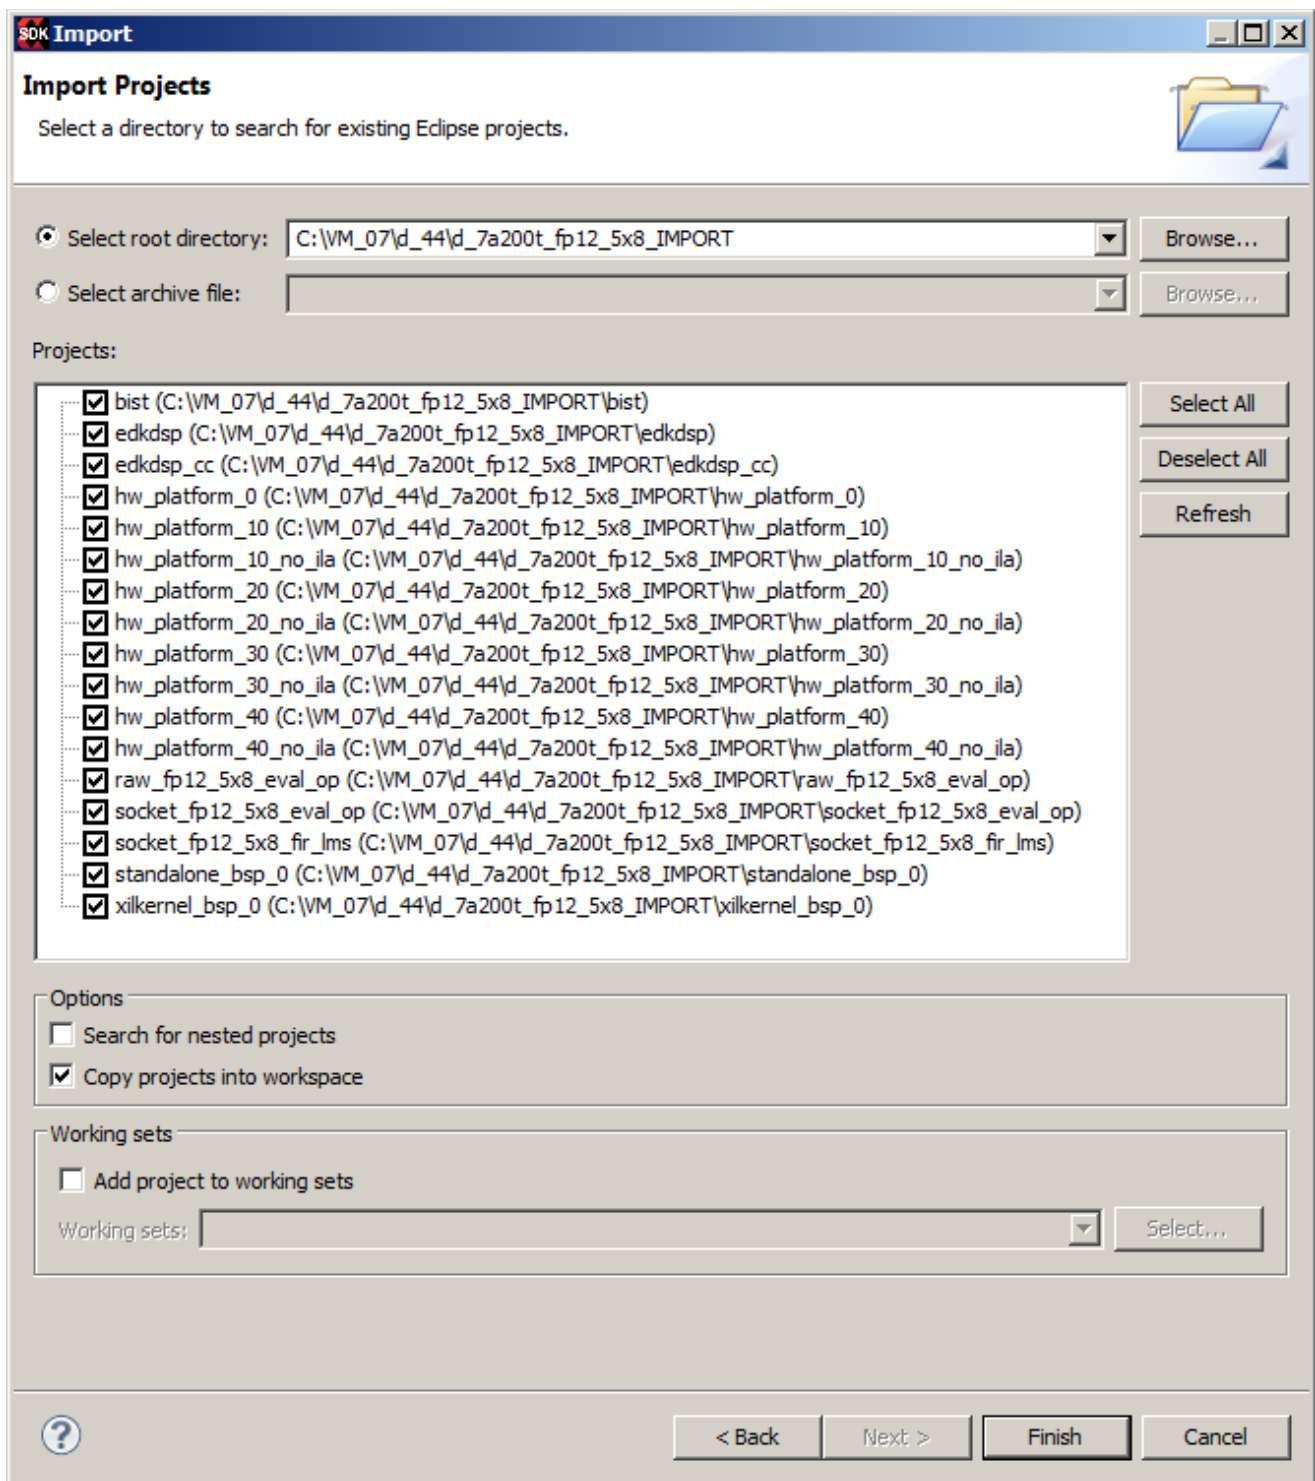 SDK Import
Import Projects
Select a directory to search for existing Eclipse projects.
Select root directory: C:\VM_07\d_44\d_7a200t_fp12_5x8_IMPORT Browse...
Select archive file: Browse...
Projects:
bist (C:\VM_07\d_44\d_7a200t_fp12_5x8_IMPORT\bist) Select All
edkdsp (C:\VM_07\d_44\d_7a200t_fp12_5x8_IMPORT\edkdsp)
edkdsp_cc (C:\VM_07\d_44\d_7a200t_fp12_5x8_IMPORT\edkdsp_cc) Deselect All
hw_platform_0 (C:\VM_07\d_44\d_7a200t_fp12_5x8_IMPORT\hw_platform_0)
hw_platform_10 (C:\VM_07\d_44\d_7a200t_fp12_5x8_IMPORT\hw_platform_10) Refresh
hw_platform_10_no_ila (C:\VM_07\d_44\d_7a200t_fp12_5x8_IMPORT\hw_platform_10_no_ila)
hw_platform_20 (C:\VM_07\d_44\d_7a200t_fp12_5x8_IMPORT\hw_platform_20)
hw_platform_20_no_ila (C:\VM_07\d_44\d_7a200t_fp12_5x8_IMPORT\hw_platform_20_no_ila)
hw_platform_30 (C:\VM_07\d_44\d_7a200t_fp12_5x8_IMPORT\hw_platform_30)
hw_platform_30_no_ila (C:\VM_07\d_44\d_7a200t_fp12_5x8_IMPORT\hw_platform_30_no_ila)
hw_platform_40 (C:\VM_07\d_44\d_7a200t_fp12_5x8_IMPORT\hw_platform_40)
hw_platform_40_no_ila (C:\VM_07\d_44\d_7a200t_fp12_5x8_IMPORT\hw_platform_40_no_ila)
raw_fp12_5x8_eval_op (C:\VM_07\d_44\d_7a200t_fp12_5x8_IMPORT\raw_fp12_5x8_eval_op)
socket_fp12_5x8_eval_op (C:\VM_07\d_44\d_7a200t_fp12_5x8_IMPORT\socket_fp12_5x8_eval_op)
socket_fp12_5x8_fir_lms (C:\VM_07\d_44\d_7a200t_fp12_5x8_IMPORT\socket_fp12_5x8_fir_lms)
standalone_bsp_0 (C:\VM_07\d_44\d_7a200t_fp12_5x8_IMPORT\standalone_bsp_0)
xilkernel_bsp_0 (C:\VM_07\d_44\d_7a200t_fp12_5x8_IMPORT\xilkernel_bsp_0)
Options
Search for nested projects
Copy projects into workspace
Working sets
Add project to working sets
Working sets: Select...
? < Back Next > Finish Cancel